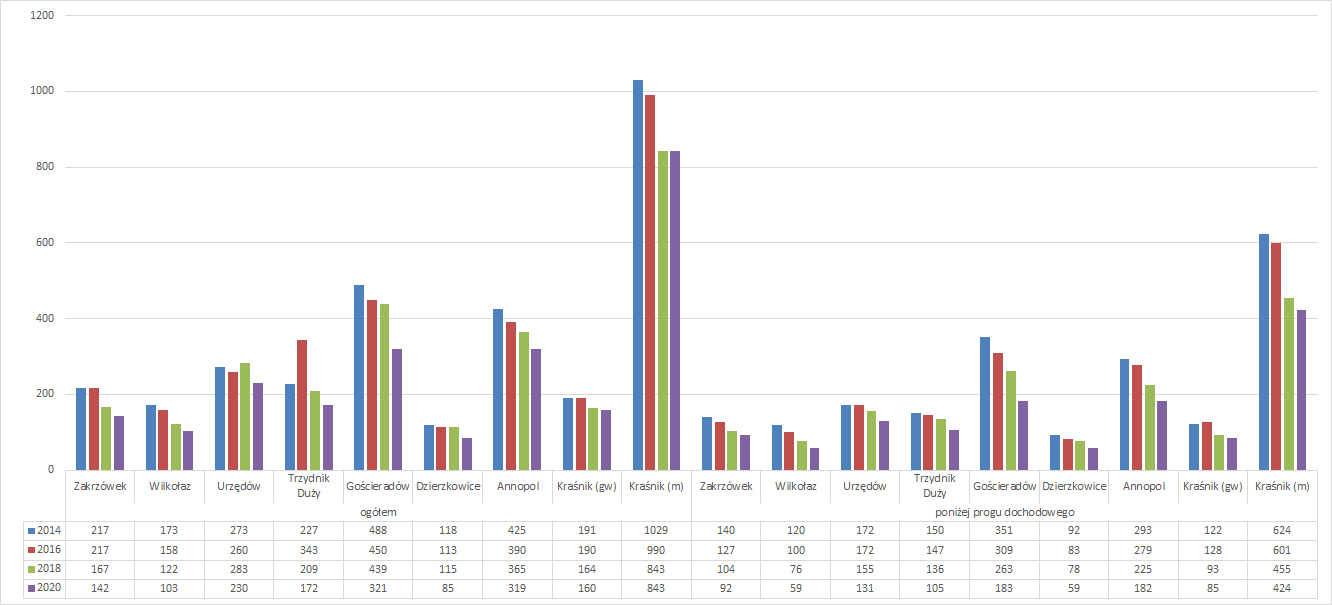 1200
1000
800
600
400
200
0
Zakrzówek Wilkołaz Urzędów Trzydnik Duży Gościeradów Dzierzkowice Annopol Kraśnik (gw) Kraśnik (m) Zakrzówek Wilkołaz Urzędów Trzydnik Duży Gościeradów Dzierzkowice Annopol Kraśnik (gw) Kraśnik (m)
ogółem poniżej progu dochodowego
2014 217 173 273 227 488 118 425 191 1029 140 120 172 150 351 92 293 122 624
2016 217 158 260 343 450 113 390 190 990 127 100 172 147 309 83 279 128 601
2018 167 122 283 209 439 115 365 164 843 104 76 155 136 263 78 225 93 455
2020 142 103 230 172 321 85 319 160 843 92 59 131 105 183 59 182 85 424